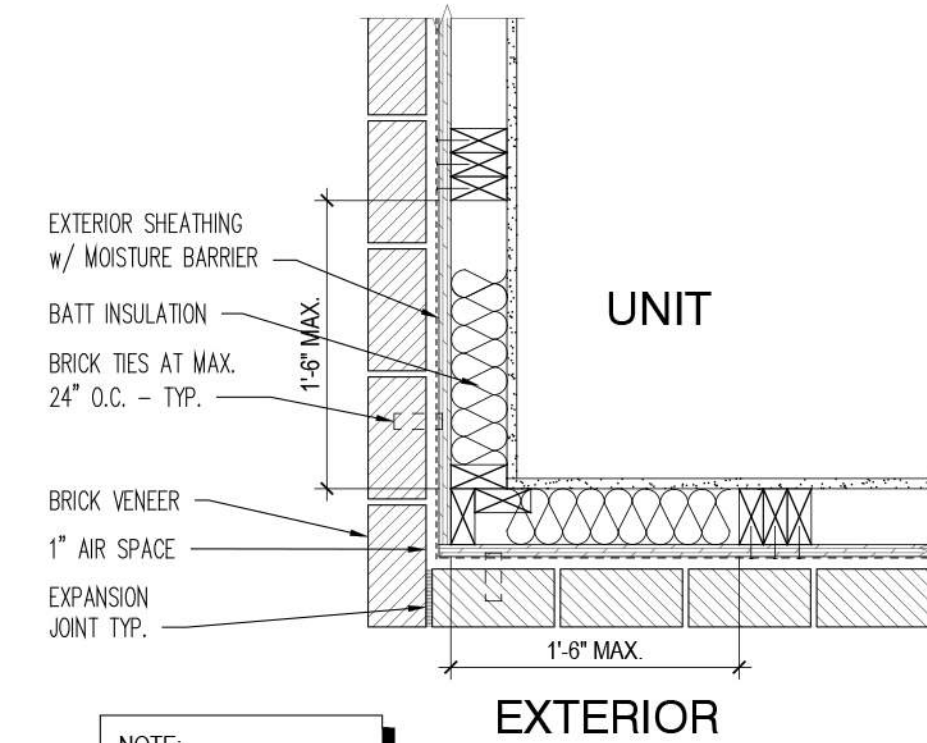 EXTERIOR SHEATHING
w/ MOISTURE BARRIER
BATT INSULATION
BRICK TIES AT MAX.
24" O.C. – TYP.
1'-6" MAX.
UNIT
BRICK VENEER
1" AIR SPACE
EXPANSION
JOINT TYP.
1'-6" MAX.
EXTERIOR
NOTE: